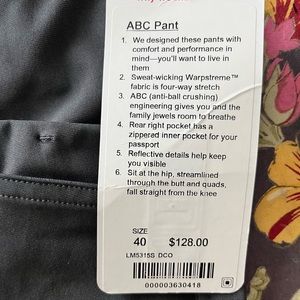 ABC Pant
1. We designed these pants with
comfort and performance in
mind—you'll want to live in
them
2. Sweat-wicking Warpstreme™
fabric is four-way stretch
3. ABC (anti-ball crushing)
engineering gives you and the
family jewels room to breathe
4. Rear right pocket has a
zippered inner pocket for your
passport
5. Reflective details help keep
you visible
6. Sit at the hip, streamlined
through the butt and quads,
fall straight from the knee
SIZE
40 $128.00
LM5315S DCO
000003630418